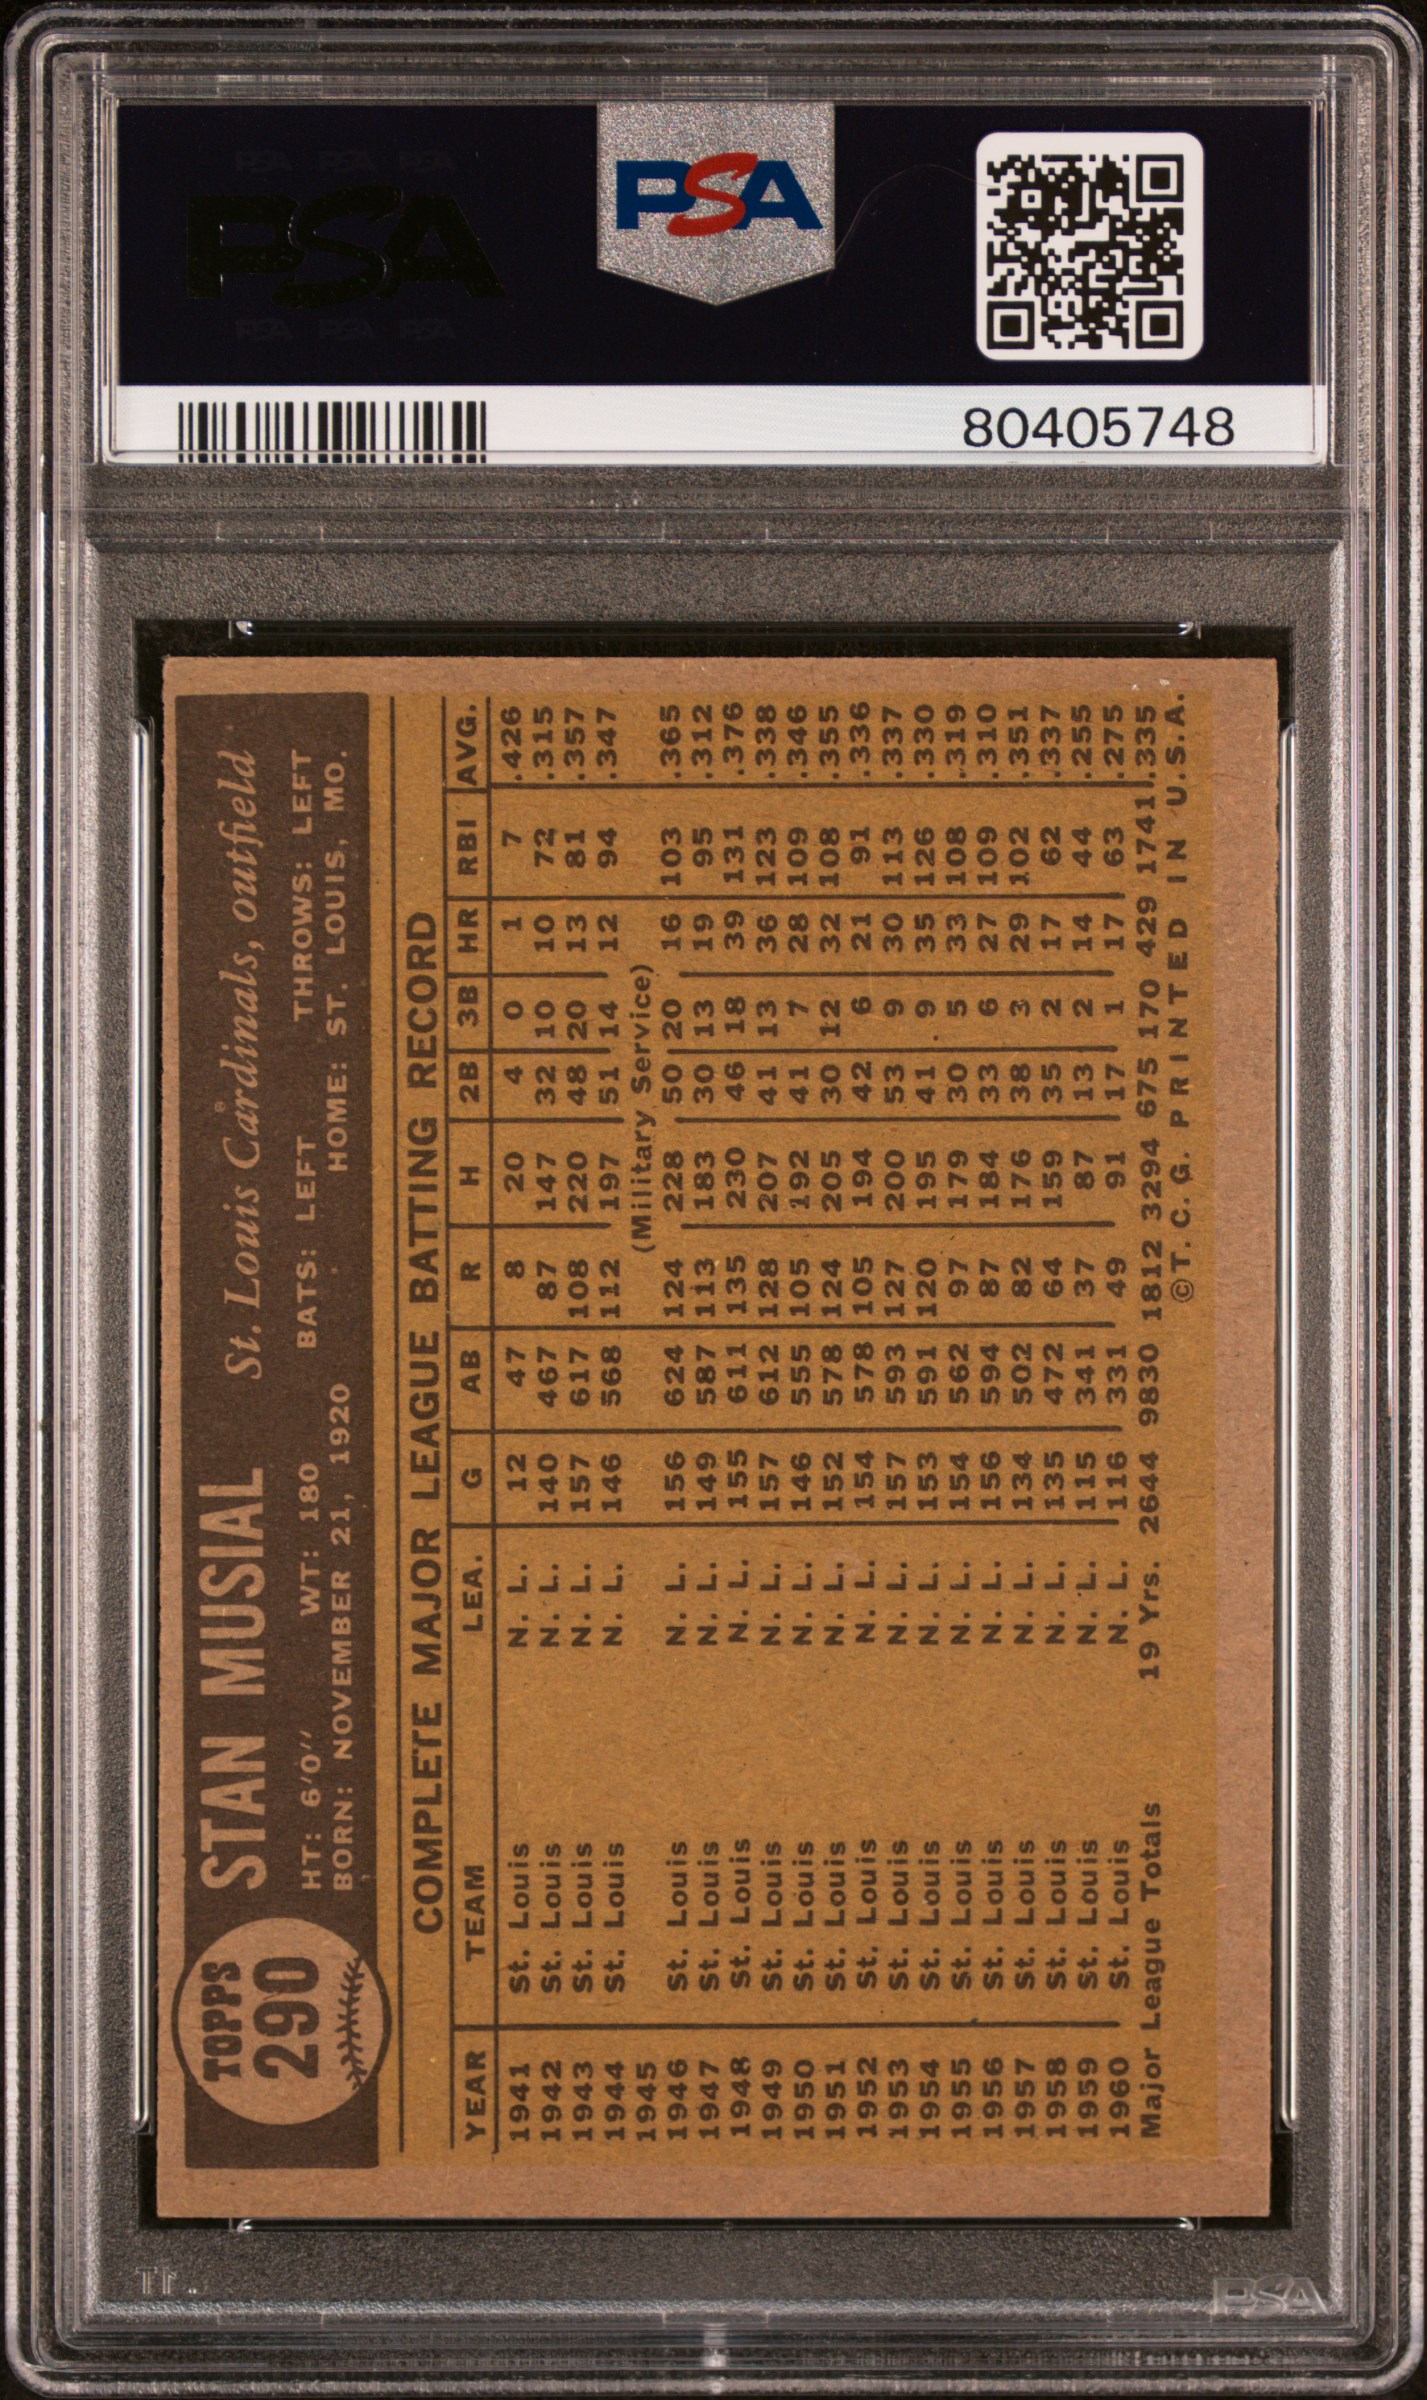 PSA PSA PSA
PSA
PSA PSA PSA
PSA
80405748
TOPPS
290
STAN MUSIAL St. Louis Cardinals, outfield
HT: 6'0" WT: 180 BATS: LEFT THROWS: LEFT
BORN: NOVEMBER 21, 1920 HOME: ST. LOUIS, MO.
COMPLETE MAJOR LEAGUE BATTING RECORD
YEAR TEAM LEA. G AB R H 2B 3B HR RBI AVG.
1941 St. Louis N. L. 12 47 8 20 4 0 1 7 .426
1942 St. Louis N. L. 140 467 87 147 32 10 10 72 .315
1943 St. Louis N. L. 157 617 108 220 48 20 13 81 .357
1944 St. Louis N. L. 146 568 112 197 51 14 12 94 .347
1945 (Military Service)
1946 St. Louis N. L. 156 624 124 228 50 20 16 103 .365
1947 St. Louis N. L. 149 587 113 183 30 13 19 95 .312
1948 St. Louis N. L. 155 611 135 230 46 18 39 131 .376
1949 St. Louis N. L. 157 612 128 207 41 13 36 123 .338
1950 St. Louis N. L. 146 555 105 192 41 7 28 109 .346
1951 St. Louis N. L. 152 578 124 205 30 12 32 108 .355
1952 St. Louis N. L. 154 578 105 194 42 6 21 91 .336
1953 St. Louis N. L. 157 593 127 200 53 9 30 113 .337
1954 St. Louis N. L. 153 591 120 195 41 9 35 126 .330
1955 St. Louis N. L. 154 562 97 179 30 5 33 108 .319
1956 St. Louis N. L. 156 594 87 184 33 6 27 109 .310
1957 St. Louis N. L. 134 502 82 176 38 3 29 102 .351
1958 St. Louis N. L. 135 472 64 159 35 2 17 62 .337
1959 St. Louis N. L. 115 341 37 87 13 2 14 44 .255
1960 St. Louis N. L. 116 331 49 91 17 1 17 63 .275
Major League Totals 19 Yrs. 2644 9830 1812 3294 675 170 429 1741 .335
©T. C. G. PRINTED IN U.S.A.
PSA